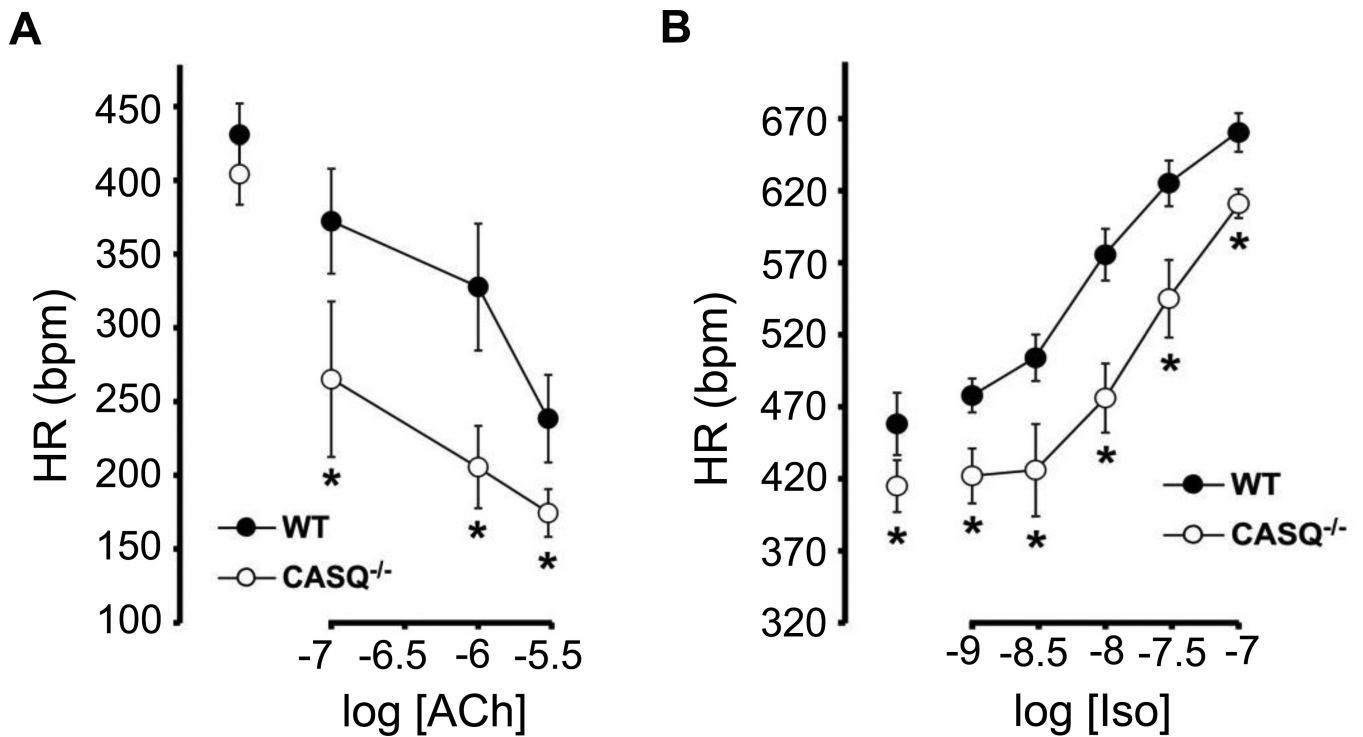 A
HR (bpm)
450
400
350
300
250
200
150
100
* * *
WT
CASQ-/-
-7 -6.5 -6 -5.5
log [ACh]
B
HR (bpm)
670
620
570
520
470
420
370
320
* * * * * *
WT
CASQ-/-
-9 -8.5 -8 -7.5 -7
log [Iso]